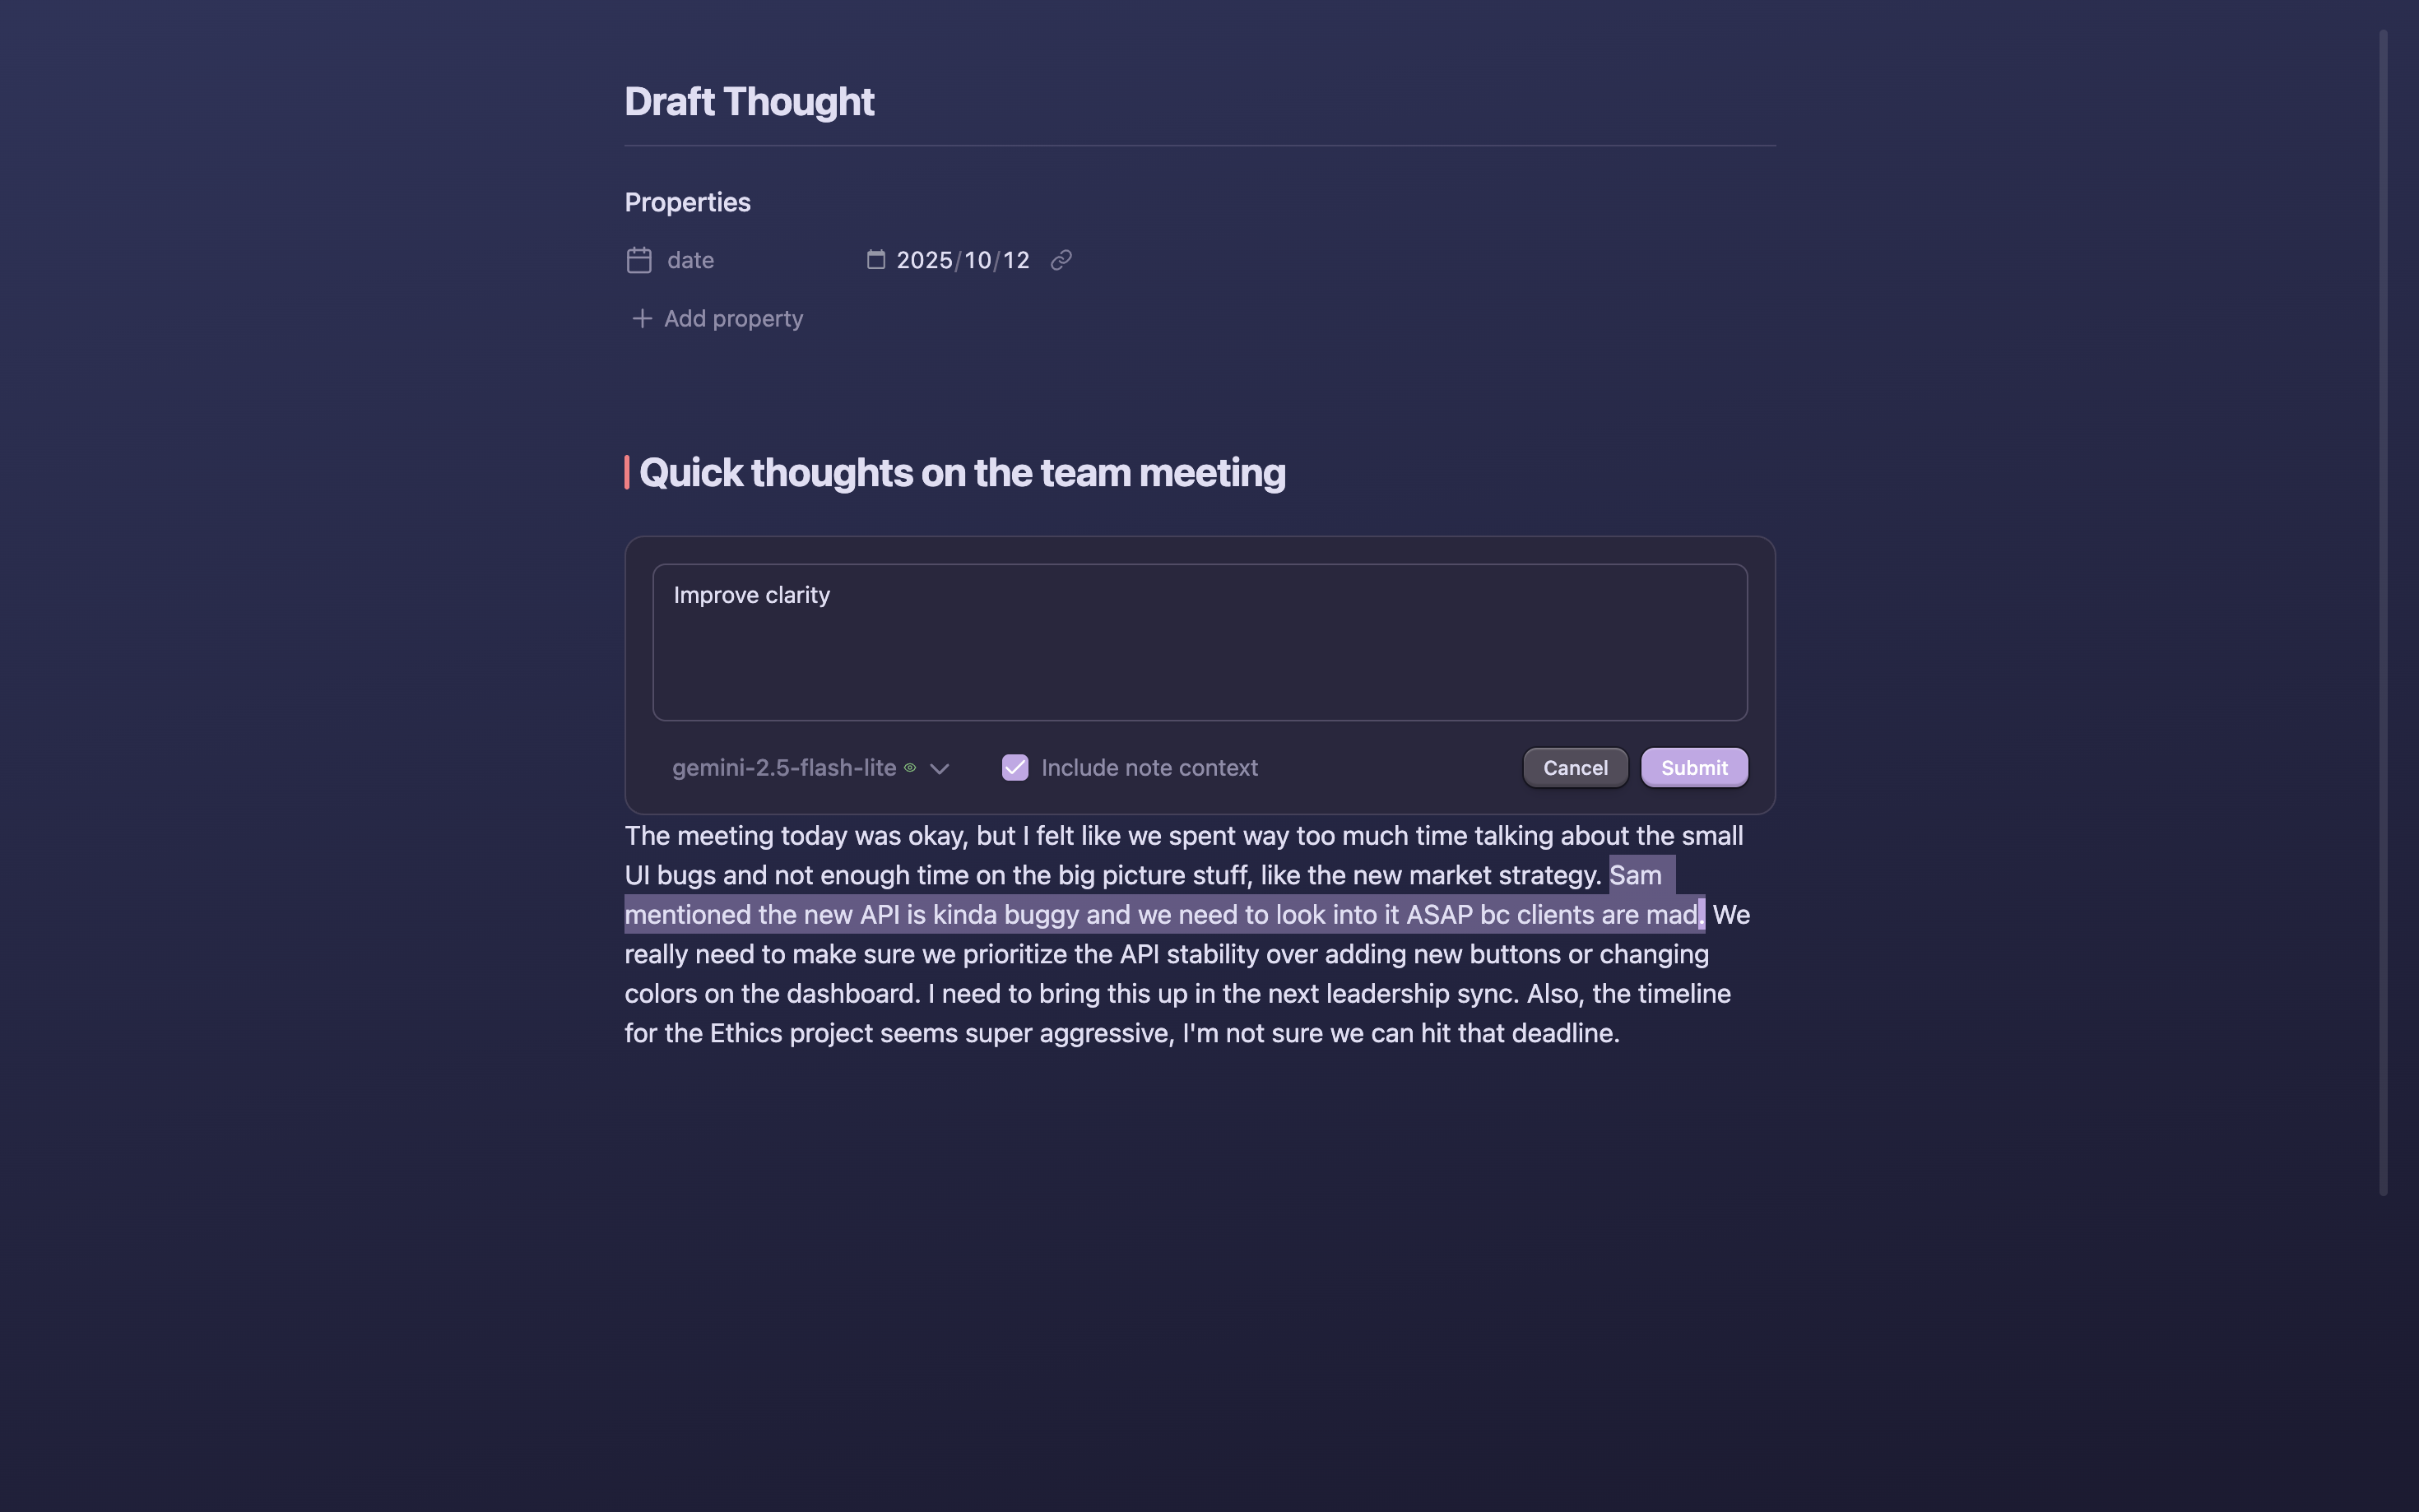 Draft Thought
Properties
date 2025/10/12
Add property
Quick thoughts on the team meeting
Improve clarity
gemini-2.5-flash-lite Include note context Cancel Submit
The meeting today was okay, but I felt like we spent way too much time talking about the small
UI bugs and not enough time on the big picture stuff, like the new market strategy. Sam
mentioned the new API is kinda buggy and we need to look into it ASAP bc clients are mad. We
really need to make sure we prioritize the API stability over adding new buttons or changing
colors on the dashboard. I need to bring this up in the next leadership sync. Also, the timeline
for the Ethics project seems super aggressive, I'm not sure we can hit that deadline.